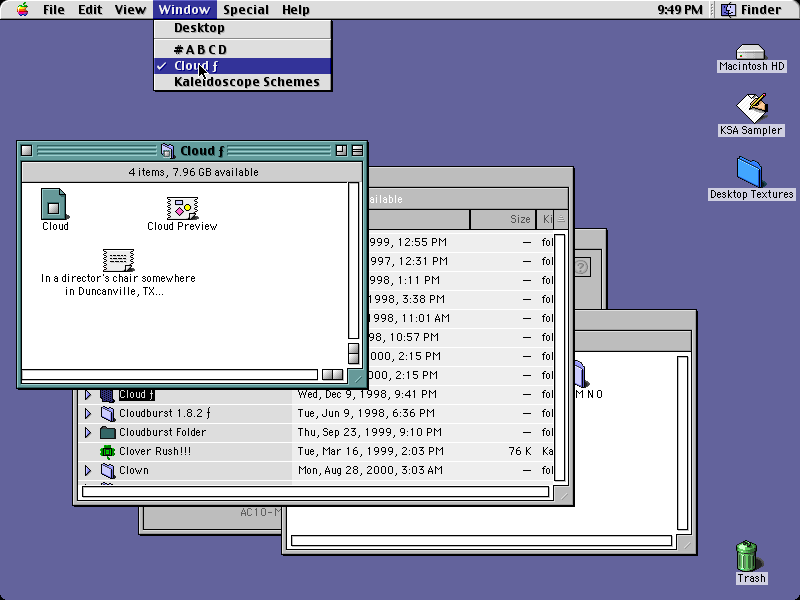 File Edit View Window Special Help 9:49 PM Finder
Desktop
# A B C D
✓ Cloud ƒ
Kaleidoscope Schemes
Macintosh HD
KSA Sampler
Desktop Textures
Cloud ƒ
4 items, 7.96 GB available
Cloud
Cloud Preview
In a director's chair somewhere
in Duncanville, TX...
ailable
Size Ki
999, 12:55 PM — fol
997, 12:31 PM — fol
998, 1:11 PM — fol
1998, 3:38 PM — fol
1998, 11:01 AM — fol
98, 10:57 PM — fol
000, 2:15 PM — fol
000, 2:15 PM — fol
Cloud ƒ Wed, Dec 9, 1998, 9:41 PM — fol
Cloudburst 1.8.2 ƒ Tue, Jun 9, 1998, 6:36 PM — fol
Cloudburst Folder Thu, Sep 23, 1999, 9:10 PM — fol
Clover Rush!!! Tue, Mar 16, 1999, 2:03 PM 76 K Ka
Clown Mon, Aug 28, 2000, 3:03 AM — fol
M N O
AC10-M
Trash